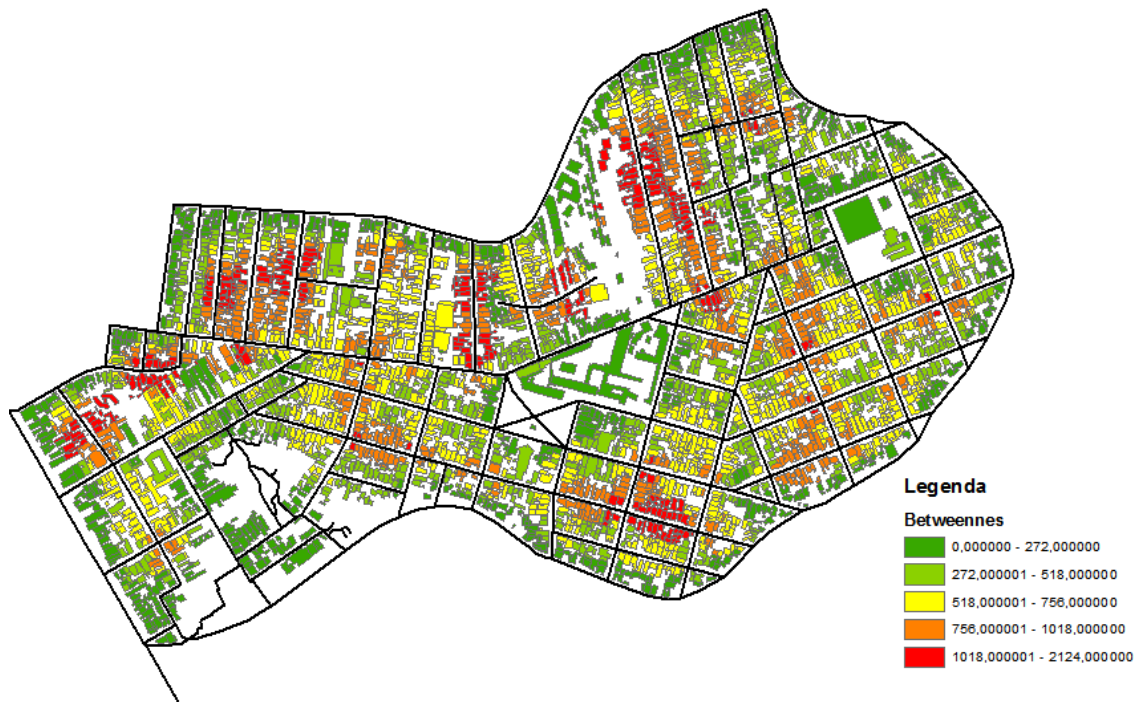 Legenda
Betweennes
0,000000 - 272,000000
272,000001 - 518,000000
518,000001 - 756,000000
756,000001 - 1018,000000
1018,000001 - 2124,000000